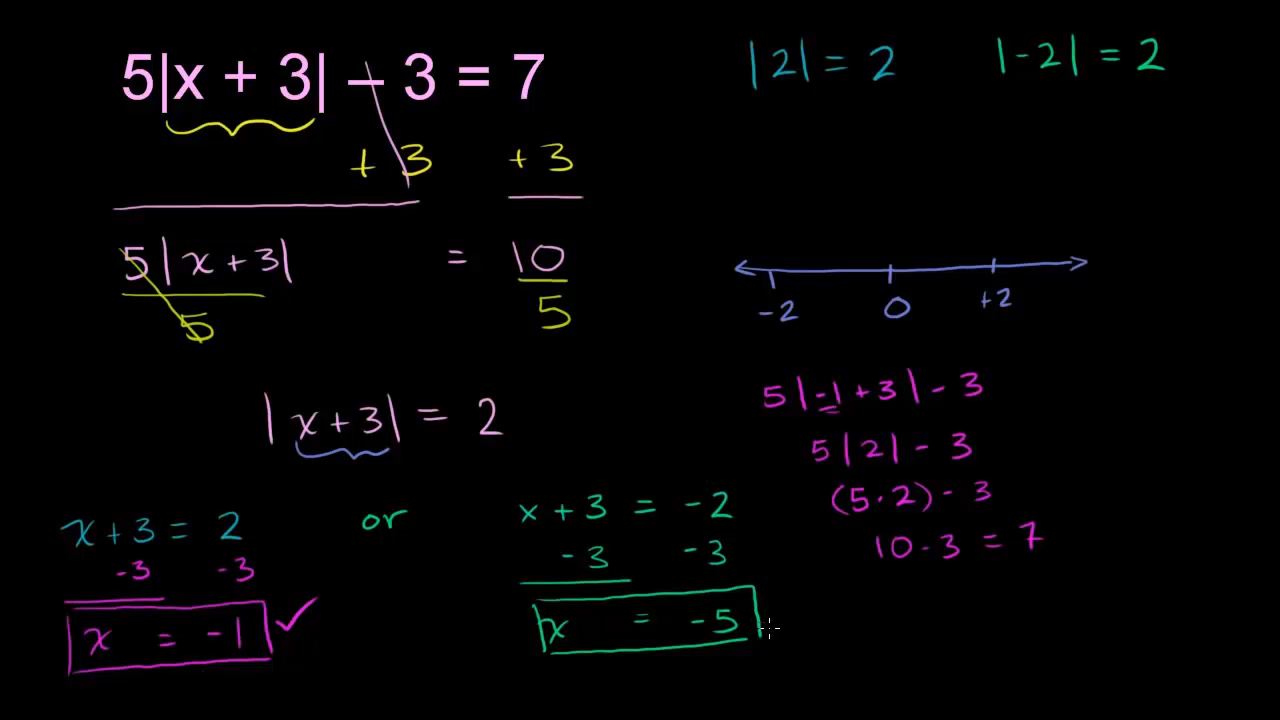 5|x + 3| – 3 = 7
+ 3 + 3
5|x+3| = 10
5 5
|x+3| = 2
x+3 = 2
-3 -3
x = -1 ✓
or
x+3 = -2
-3 -3
x = -5
|2| = 2
|-2| = 2
-2 0 +2
5|-1+3|-3
5|2|-3
(5·2)-3
10-3 = 7